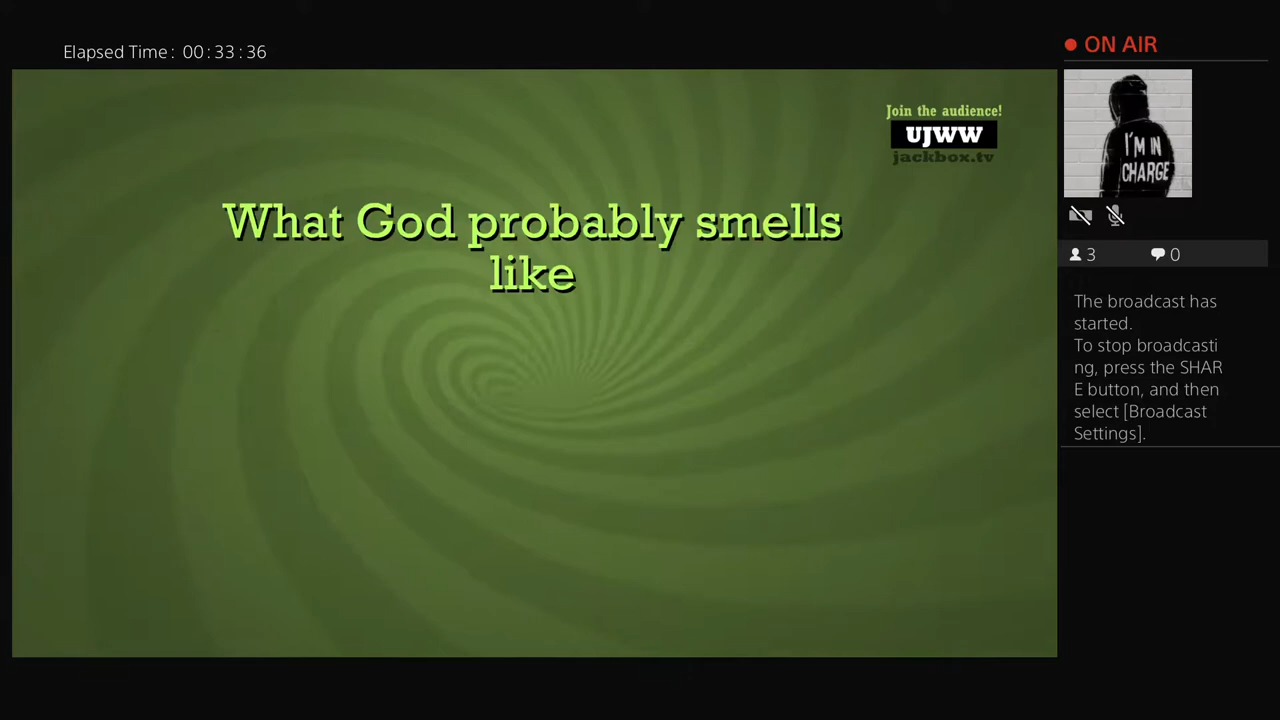 Elapsed Time: 00:33:36
ON AIR
Join the audience!
UJWW
jackbox.tv
I'M IN
CHARGE
What God probably smells
like
3
0
The broadcast has
started.
To stop broadcasti
ng, press the SHAR
E button, and then
select [Broadcast
Settings].